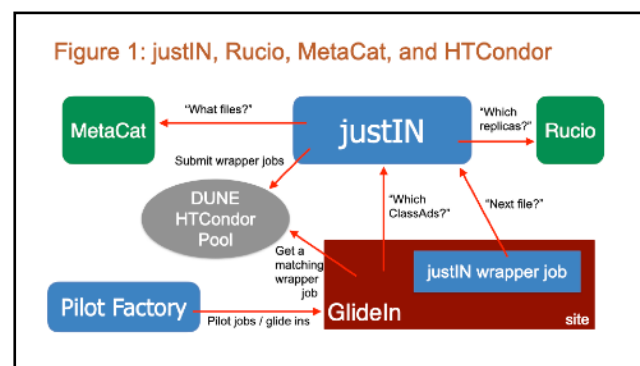 Figure 1: justIN, Rucio, MetaCat, and HTCondor
MetaCat
"What files?"
justIN
"Which
replicas?"
Rucio
Submit wrapper jobs
DUNE
HTCondor
Pool
"Which
ClassAds?"
"Next file?"
Get a
matching
wrapper
job
justIN wrapper job
Pilot Factory
Pilot jobs / glide ins
GlideIn
site